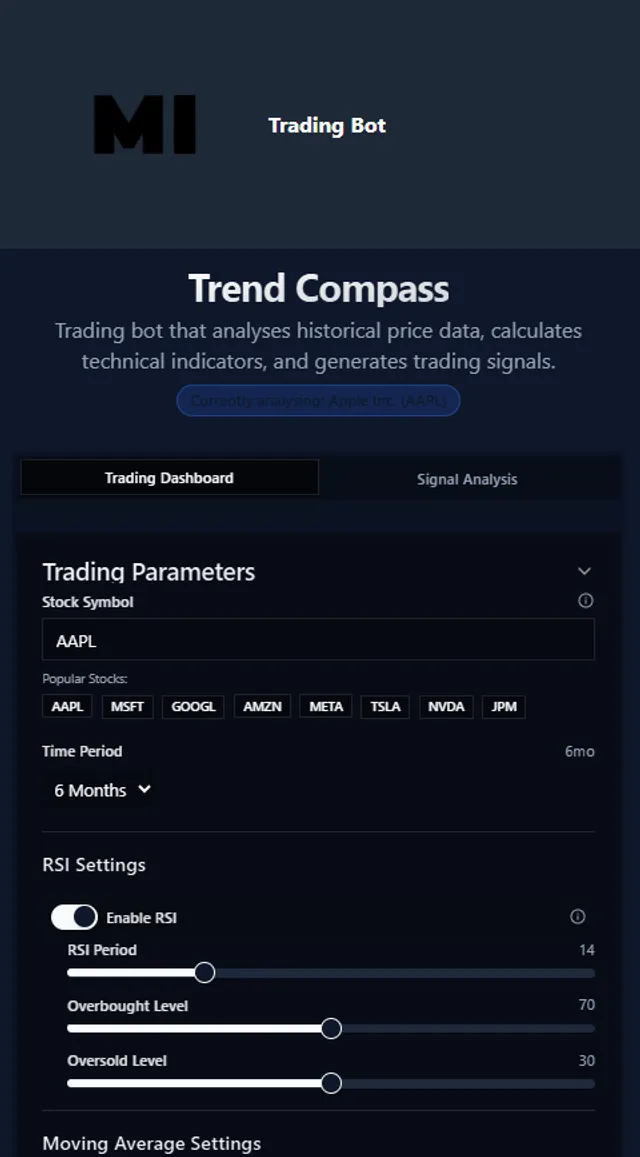 MI
Trading Bot
Trend Compass
Trading bot that analyses historical price data, calculates
technical indicators, and generates trading signals.
Currently analysing: Apple Inc. (AAPL)
Trading Dashboard
Signal Analysis
Trading Parameters
Stock Symbol
AAPL
Popular Stocks:
AAPL MSFT GOOGL AMZN META TSLA NVDA JPM
Time Period 6mo
6 Months
RSI Settings
Enable RSI
RSI Period 14
Overbought Level 70
Oversold Level 30
Moving Average Settings